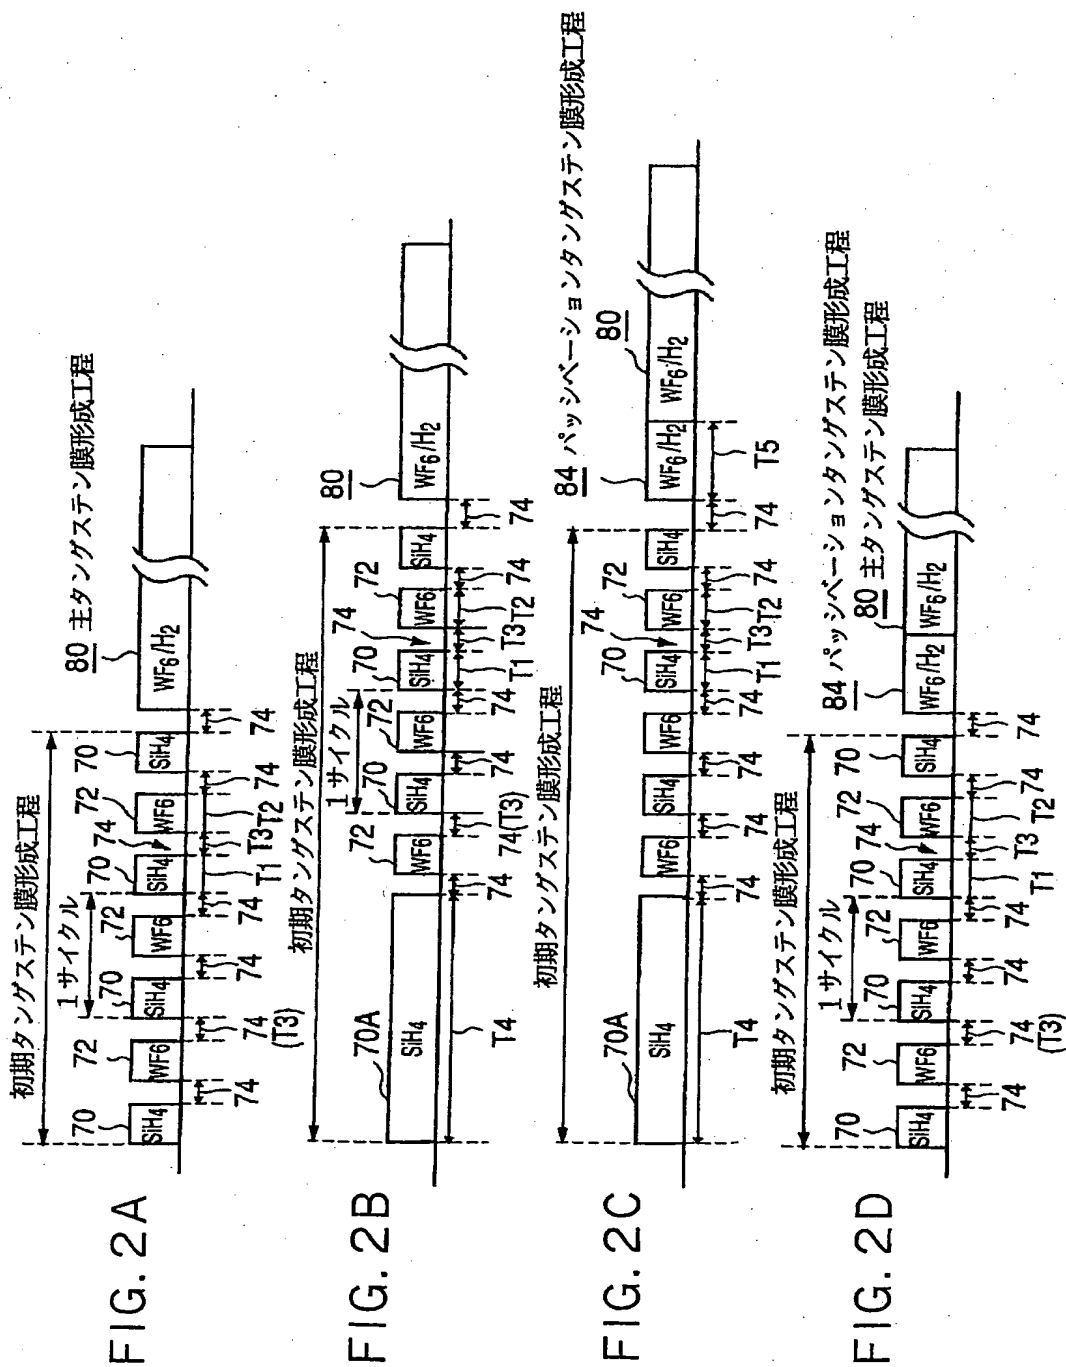 FIG. 2A
初期タングステン膜形成工程
1サイクル
80 主タングステン膜形成工程
70 72 70 72 70 74 72 70
SiH4 WF6 SiH4 WF6 SiH4 WF6 SiH4 WF6/H2
74 74 (T3) 74 74 T1 T3 T2 74 74
FIG. 2B
初期タングステン膜形成工程
1サイクル
80
70A 72 70 72 70 74 72
SiH4 WF6 SiH4 WF6 SiH4 WF6 SiH4 WF6/H2
T4 74 74(T3) 74 74 T1 T3 T2 74 74
FIG. 2C
初期タングステン膜形成工程
84 パッシベーションタングステン膜形成工程
80
70A 70 74 72
SiH4 WF6 SiH4 WF6 SiH4 WF6 SiH4 WF6/H2 WF6/H2
T4 74 74 74 74 T1 T3 T2 74 74 T5
FIG. 2D
初期タングステン膜形成工程
1サイクル
84 パッシベーションタングステン膜形成工程
80 主タングステン膜形成工程
70 72 70 72 70 74 72 70
SiH4 WF6 SiH4 WF6 SiH4 WF6 SiH4 WF6/H2 WF6/H2
74 74 (T3) 74 74 T1 T3 T2 74 74